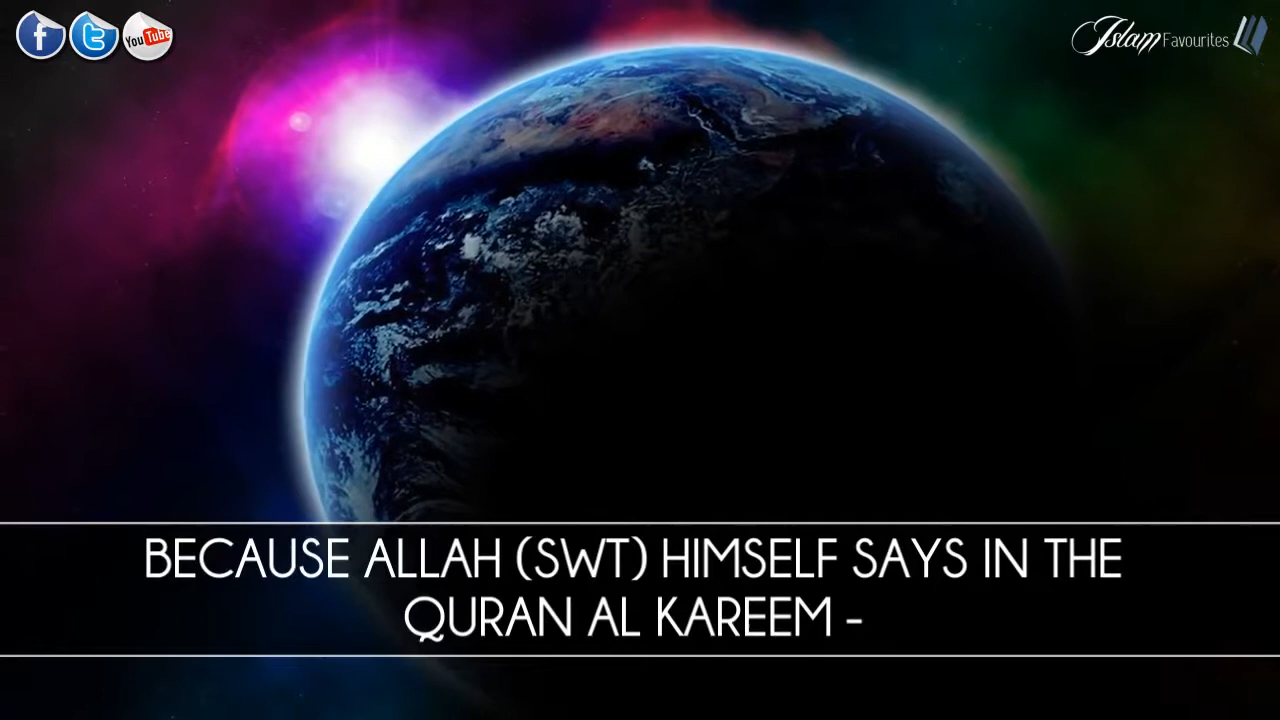 f
t
You Tube
Islam Favourites
BECAUSE ALLAH (SWT) HIMSELF SAYS IN THE
QURAN AL KAREEM -